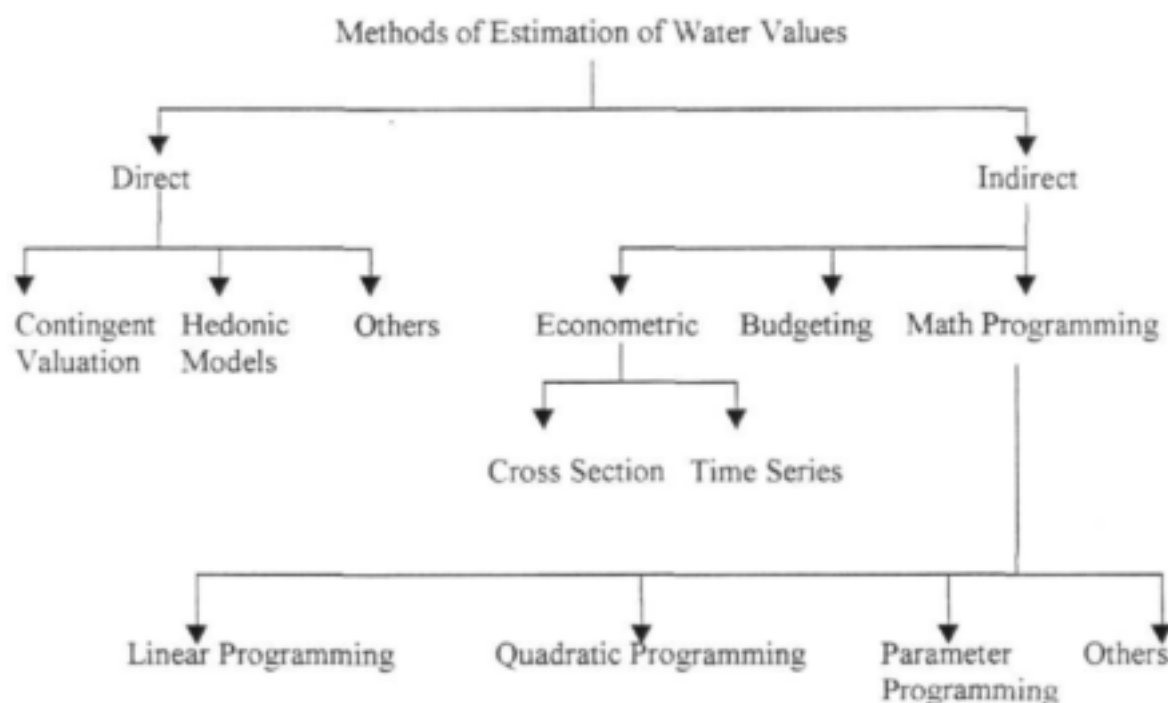 Methods of Estimation of Water Values
Direct
Indirect
Contingent
Valuation
Hedonic
Models
Others
Econometric
Budgeting
Math Programming
Cross Section
Time Series
Linear Programming
Quadratic Programming
Parameter
Programming
Others